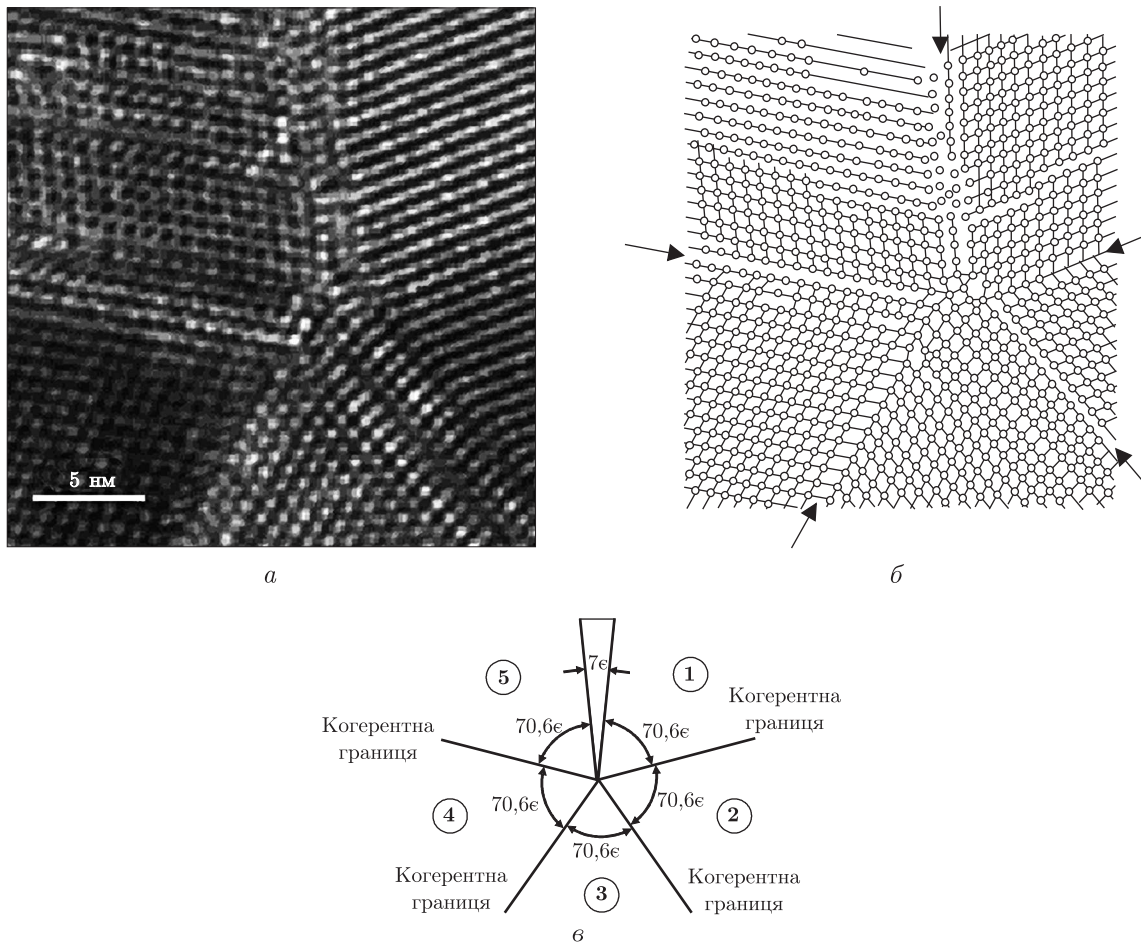 5 нм
а
б
7є
5
1
Когерентна
границя
70,6є
70,6є
Когерентна
границя
4
70,6є
70,6є
2
70,6є
Когерентна
границя
3
Когерентна
границя
в